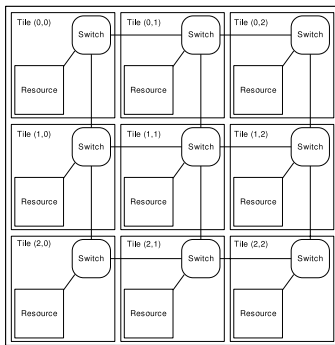 Tile (0,0)
Switch
Resource
Tile (0,1)
Switch
Resource
Tile (0,2)
Switch
Resource
Tile (1,0)
Switch
Resource
Tile (1,1)
Switch
Resource
Tile (1,2)
Switch
Resource
Tile (2,0)
Switch
Resource
Tile (2,1)
Switch
Resource
Tile (2,2)
Switch
Resource